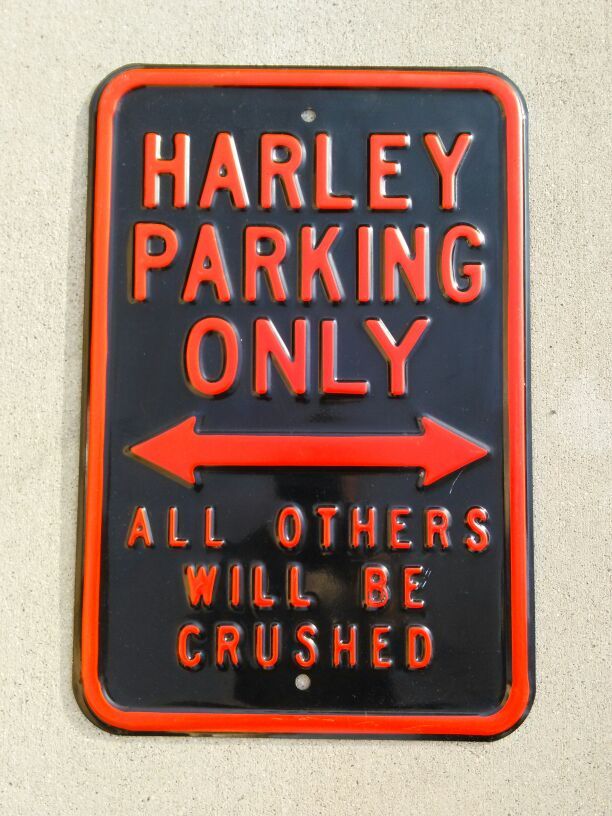 HARLEY
PARKING
ONLY
ALL OTHERS
WILL BE
CRUSHED